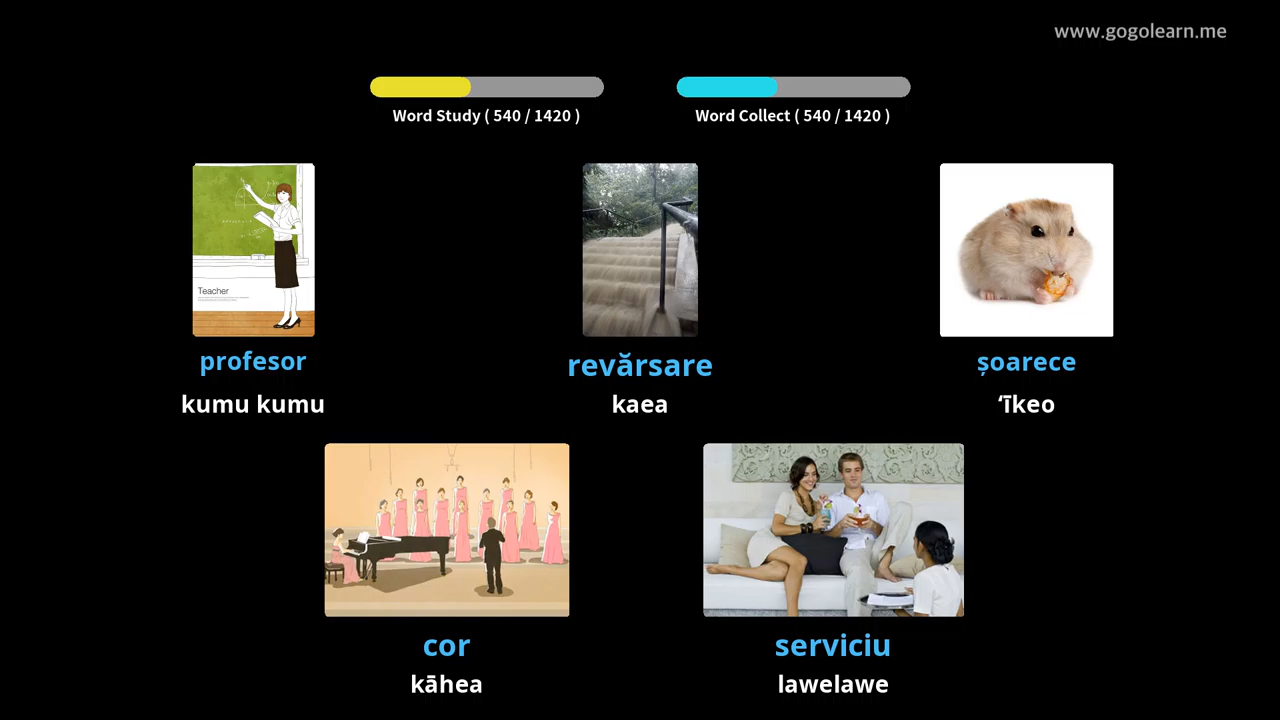 www.gogolearn.me
Word Study ( 540 / 1420 )
Word Collect ( 540 / 1420 )
Teacher
profesor
kumu kumu
revărsare
kaea
șoarece
ʻīkeo
cor
kāhea
serviciu
lawelawe